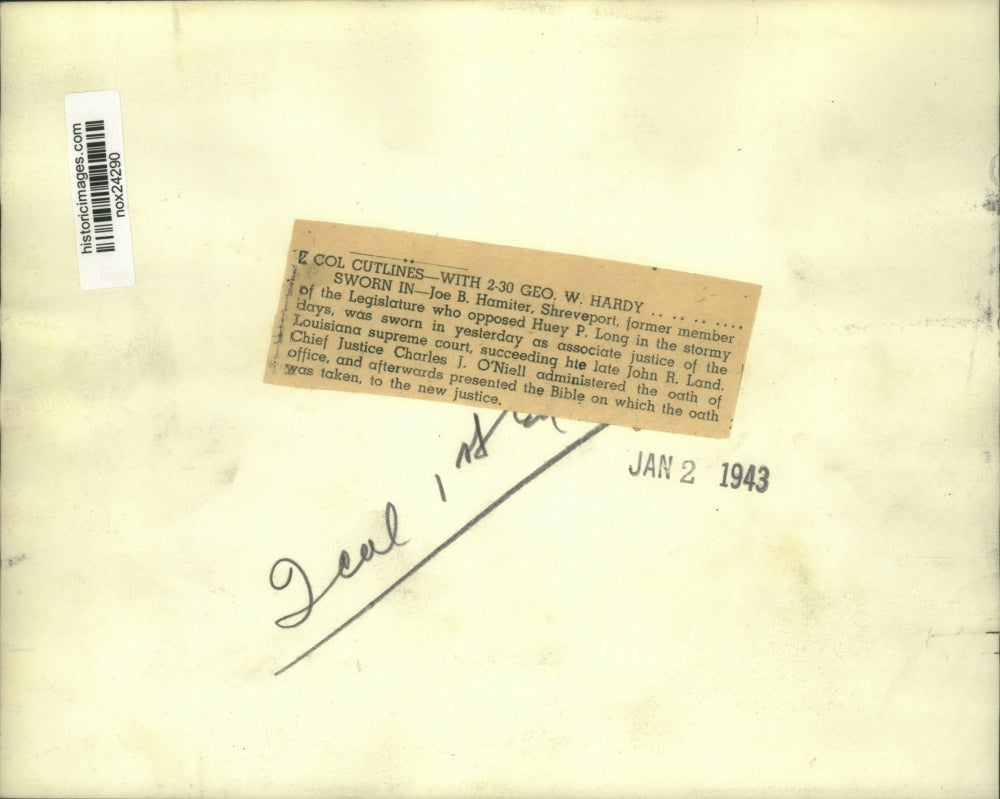 historicimages.com
nox24290
COL CUTLINES—WITH 2-30 GEO. W. HARDY .. .. .. ....
SWORN IN—Joe B. Hamiter, Shreveport, former member
of the Legislature who opposed Huey P. Long in the stormy
days, was sworn in yesterday as associate justice of the
Louisiana supreme court, succeeding hte late John R. Land.
Chief Justice Charles J. O'Niell administered the oath of
office, and afterwards presented the Bible on which the oath
was taken, to the new justice.
JAN 2 1943
2 col 1st